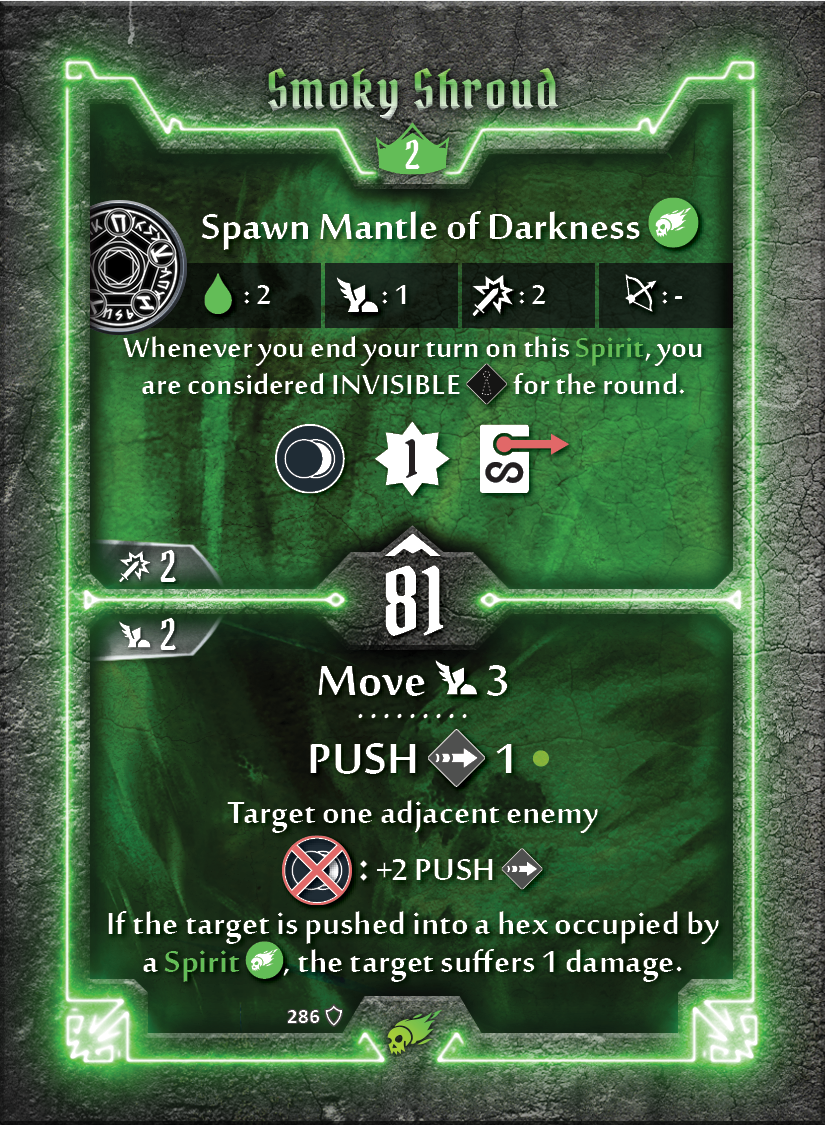 Smoky Shroud
2
Spawn Mantle of Darkness
: 2 : 1 : 2 : -
Whenever you end your turn on this Spirit, you
are considered INVISIBLE for the round.
1
2
81
2
Move 3
PUSH 1
Target one adjacent enemy
: +2 PUSH
If the target is pushed into a hex occupied by
a Spirit , the target suffers 1 damage.
286